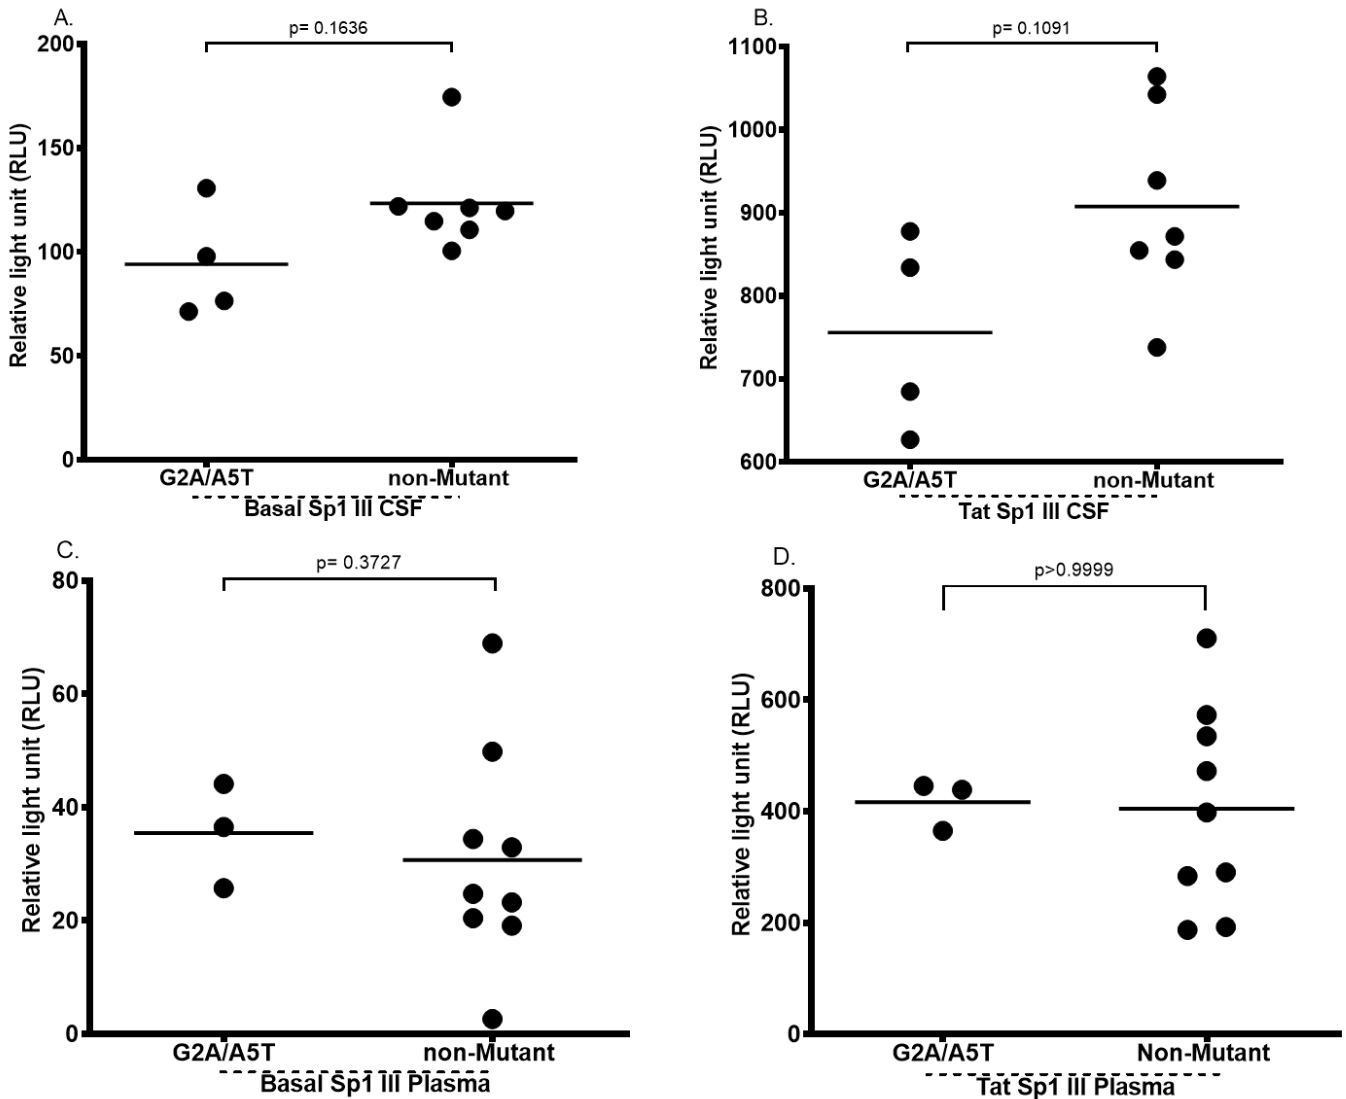 A.
p= 0.1636
200
150
100
50
0
Relative light unit (RLU)
G2A/A5T non-Mutant
Basal Sp1 III CSF
B.
p= 0.1091
1100
1000
900
800
700
600
Relative light unit (RLU)
G2A/A5T non-Mutant
Tat Sp1 III CSF
C.
p= 0.3727
80
60
40
20
0
Relative light unit (RLU)
G2A/A5T non-Mutant
Basal Sp1 III Plasma
D.
p>0.9999
800
600
400
200
0
Relative light unit (RLU)
G2A/A5T Non-Mutant
Tat Sp1 III Plasma